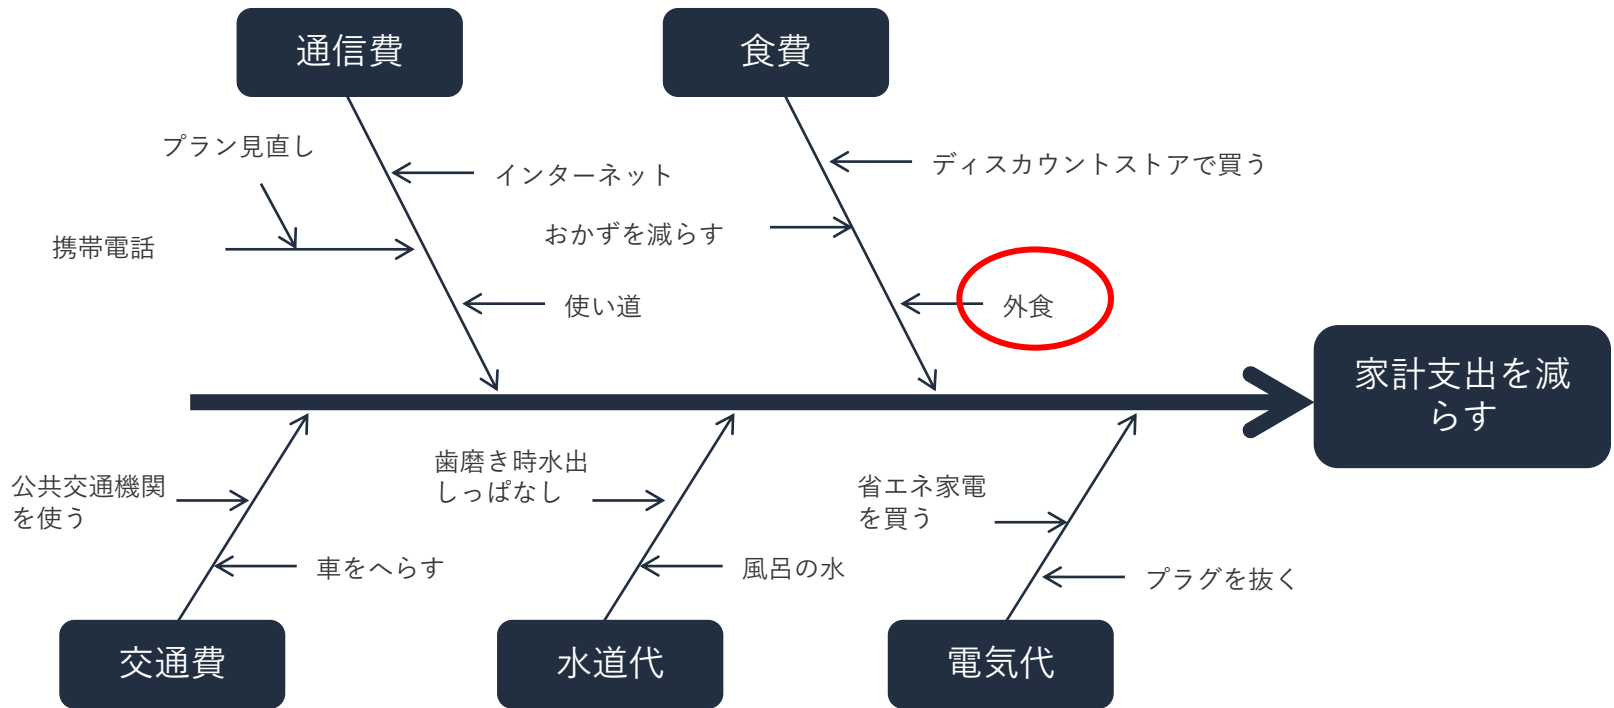 通信費
食費
プラン見直し
インターネット
ディスカウントストアで買う
携帯電話
おかずを減らす
使い道
外食
家計支出を減
らす
公共交通機関
を使う
歯磨き時水出
しっぱなし
省エネ家電
を買う
車をへらす
風呂の水
プラグを抜く
交通費
水道代
電気代